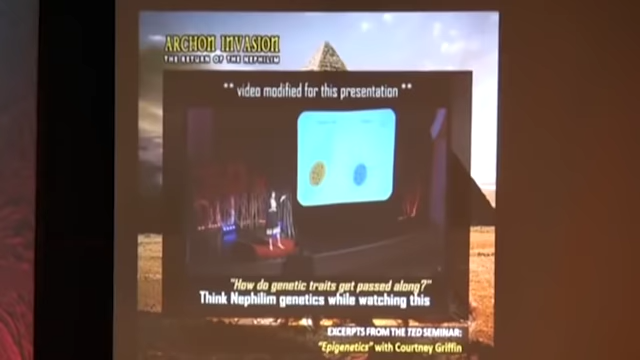 ARCHON INVASION
THE RETURN OF THE NEPHILIM
** video modified for this presentation **
"How do genetic traits get passed along?"
Think Nephilim genetics while watching this
EXCERPTS FROM THE TED SEMINAR:
"Epigenetics" with Courtney Griffin